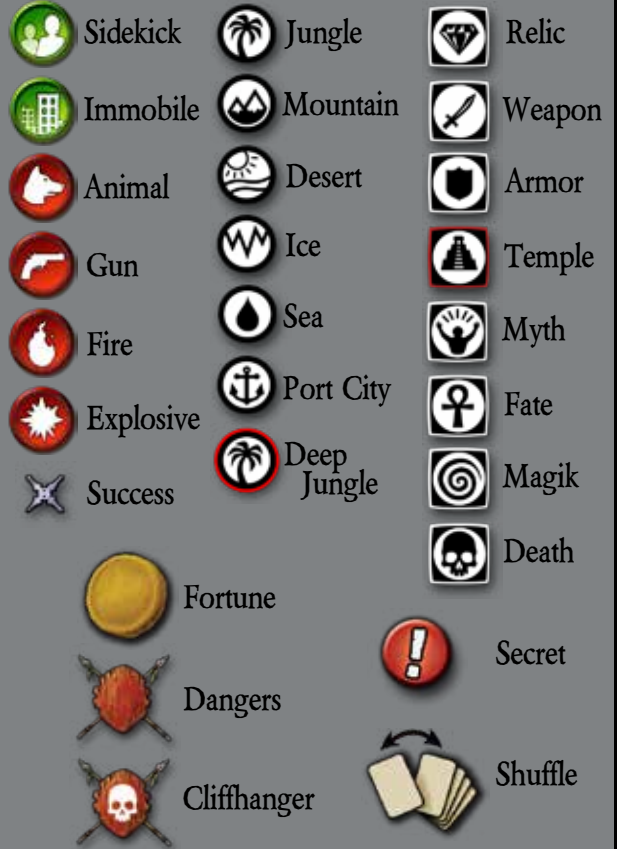 Sidekick
Immobile
Animal
Gun
Fire
Explosive
Success
Jungle
Mountain
Desert
Ice
Sea
Port City
Deep
Jungle
Relic
Weapon
Armor
Temple
Myth
Fate
Magik
Death
Fortune
Dangers
Cliffhanger
Secret
Shuffle